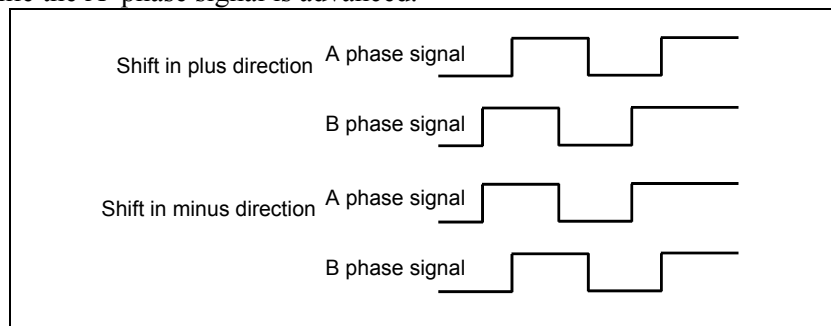 Shift in plus direction A phase signal
B phase signal
Shift in minus direction A phase signal
B phase signal